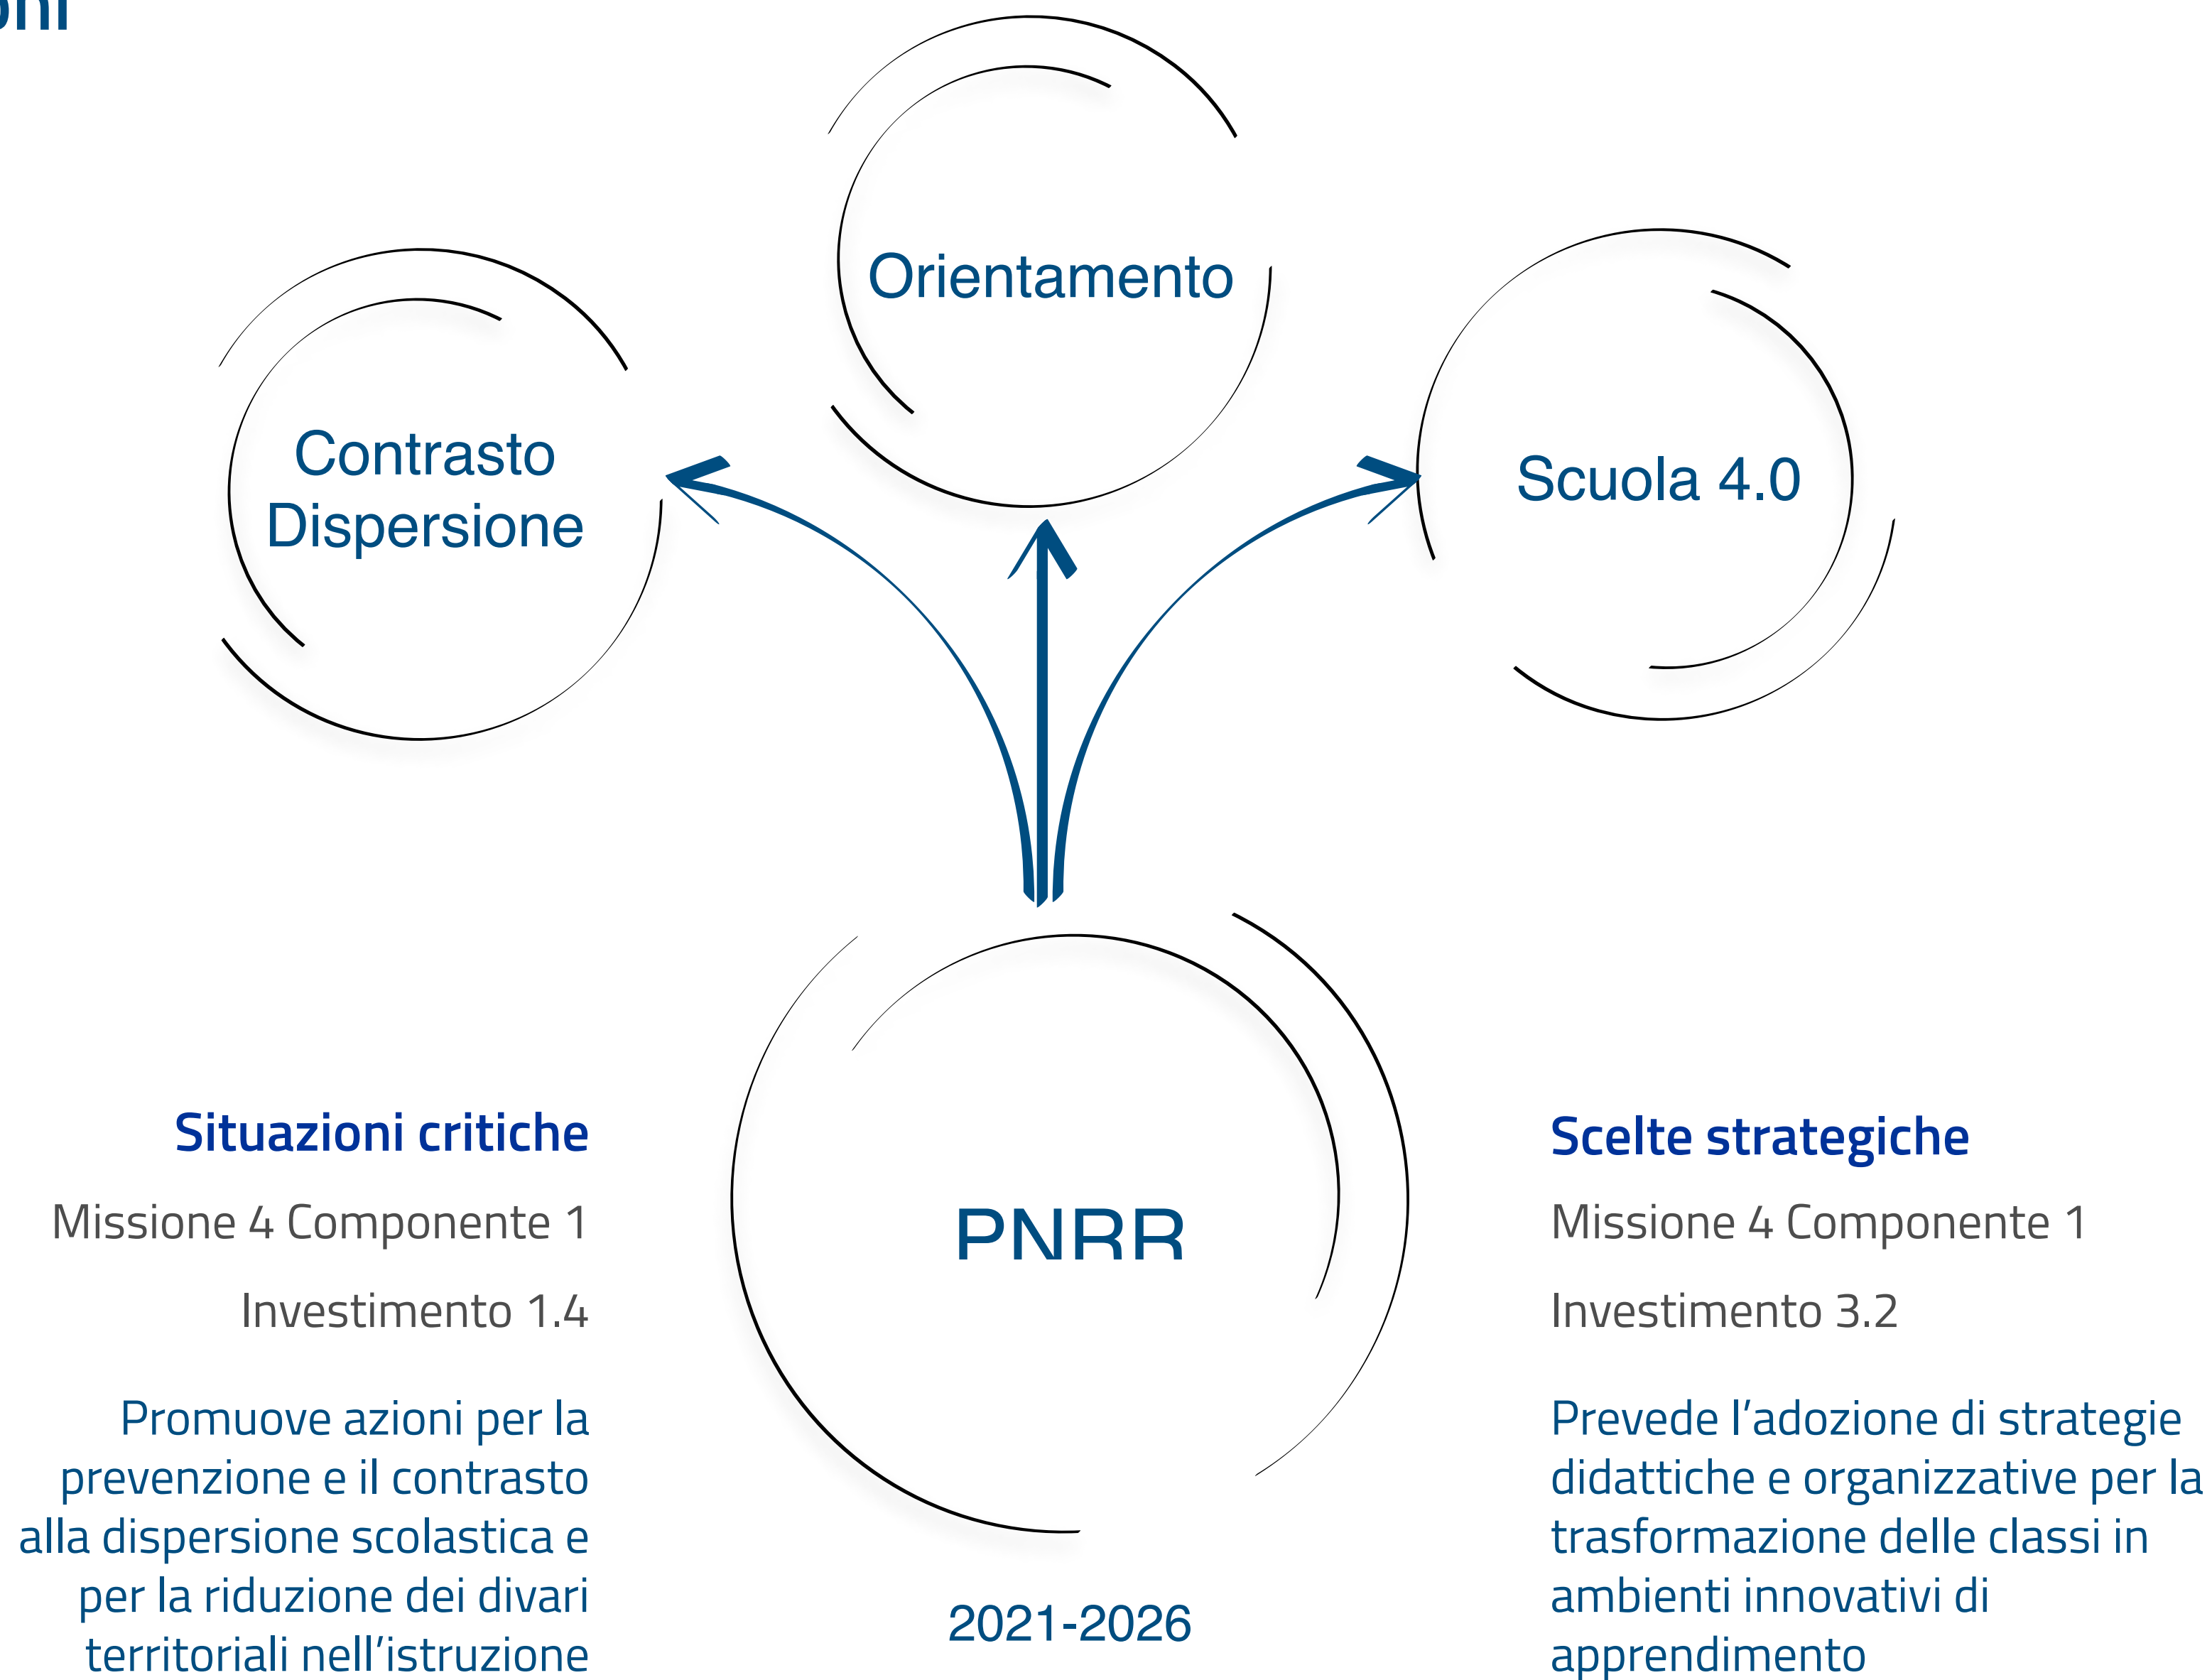 Orientamento
Contrasto
Dispersione
Scuola 4.0
PNRR
2021-2026
Situazioni critiche
Missione 4 Componente 1
Investimento 1.4
Promuove azioni per la
prevenzione e il contrasto
alla dispersione scolastica e
per la riduzione dei divari
territoriali nell’istruzione
Scelte strategiche
Missione 4 Componente 1
Investimento 3.2
Prevede l’adozione di strategie
didattiche e organizzative per la
trasformazione delle classi in
ambienti innovativi di
apprendimento